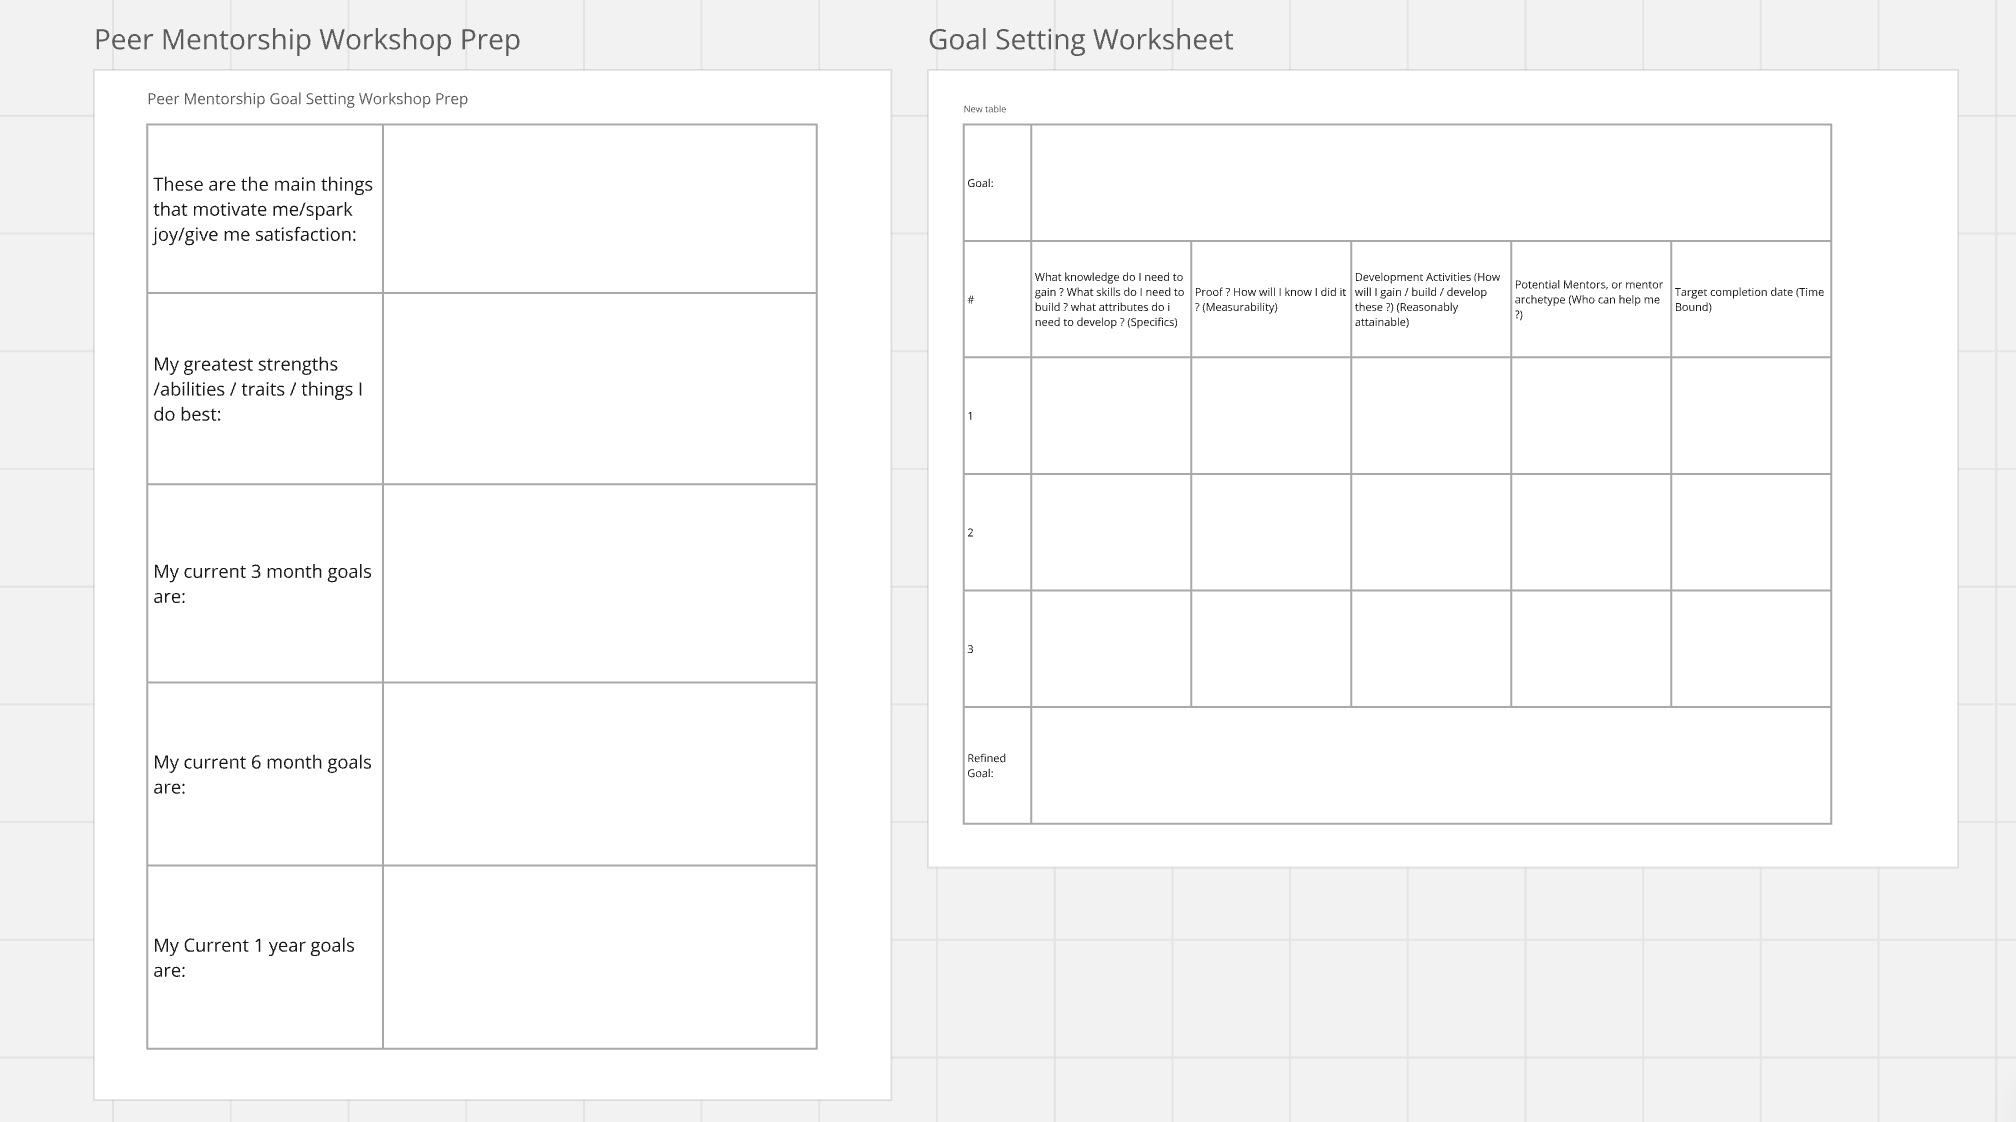 Peer Mentorship Workshop Prep
Peer Mentorship Goal Setting Workshop Prep
These are the main things
that motivate me/spark
joy/give me satisfaction:
My greatest strengths
/abilities / traits / things I
do best:
My current 3 month goals
are:
My current 6 month goals
are:
My Current 1 year goals
are:
Goal Setting Worksheet
New table
Goal:
#
What knowledge do I need to
gain ? What skills do I need to
build ? what attributes do i
need to develop ? (Specifics)
Proof ? How will I know I did it
? (Measurability)
Development Activities (How
will I gain / build / develop
these ?) (Reasonably
attainable)
Potential Mentors, or mentor
archetype (Who can help me
?)
Target completion date (Time
Bound)
1
2
3
Refined
Goal: